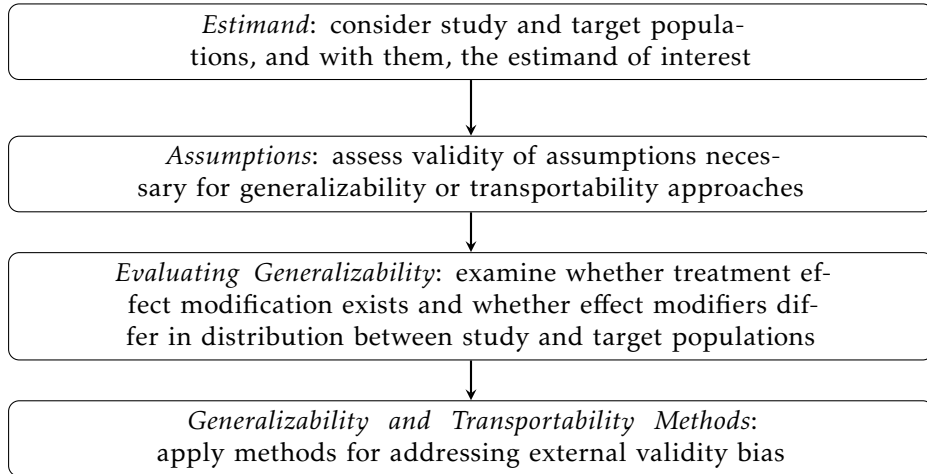 Estimand: consider study and target popula-
tions, and with them, the estimand of interest
Assumptions: assess validity of assumptions neces-
sary for generalizability or transportability approaches
Evaluating Generalizability: examine whether treatment ef-
fect modification exists and whether effect modifiers dif-
fer in distribution between study and target populations
Generalizability and Transportability Methods:
apply methods for addressing external validity bias